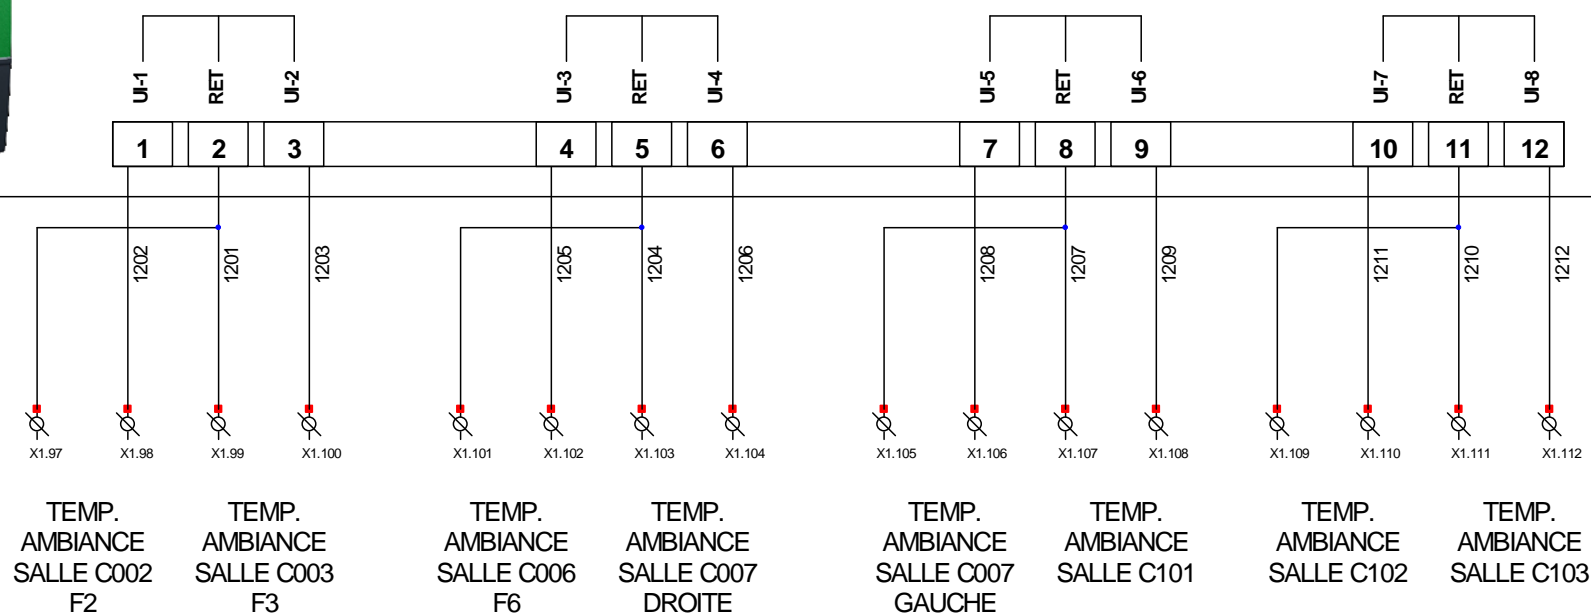 UI-1 RET UI-2 UI-3 RET UI-4 UI-5 RET UI-6 UI-7 RET UI-8
1 2 3 4 5 6 7 8 9 10 11 12
1202 1201 1203 1205 1204 1206 1208 1207 1209 1211 1210 1212
X1.97 X1.98 X1.99 X1.100 X1.101 X1.102 X1.103 X1.104 X1.105 X1.106 X1.107 X1.108 X1.109 X1.110 X1.111 X1.112
TEMP.
AMBIANCE
SALLE C002
F2
TEMP.
AMBIANCE
SALLE C003
F3
TEMP.
AMBIANCE
SALLE C006
F6
TEMP.
AMBIANCE
SALLE C007
DROITE
TEMP.
AMBIANCE
SALLE C007
GAUCHE
TEMP.
AMBIANCE
SALLE C101
TEMP.
AMBIANCE
SALLE C102
TEMP.
AMBIANCE
SALLE C103